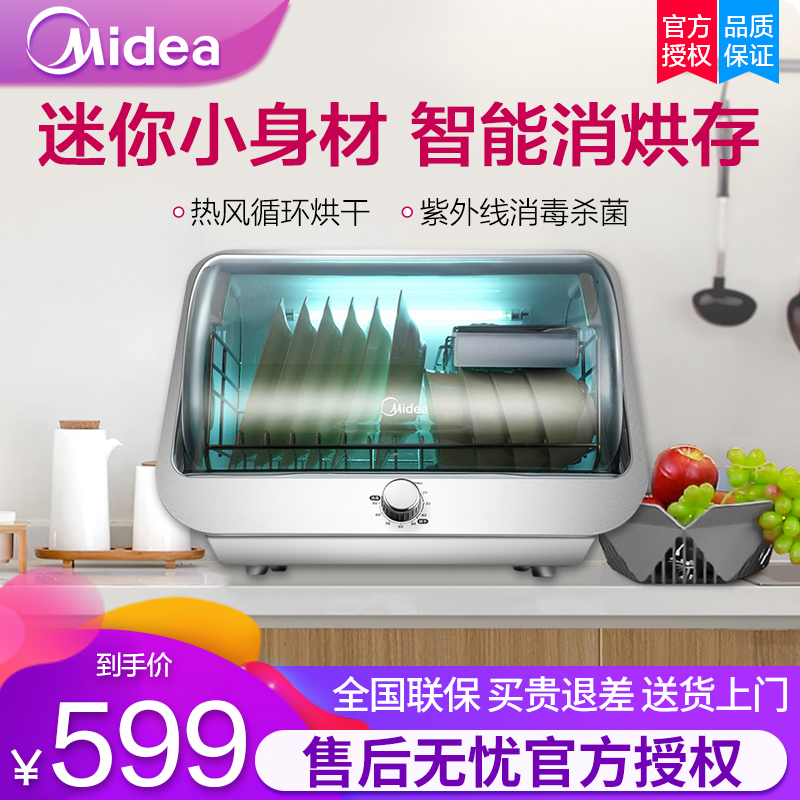 Midea
官方
授权
品质
保证
迷你小身材 智能消烘存
热风循环烘干 紫外线消毒杀菌
Midea
到手价
¥599
全国联保 买贵退差 送货上门
售后无忧官方授权